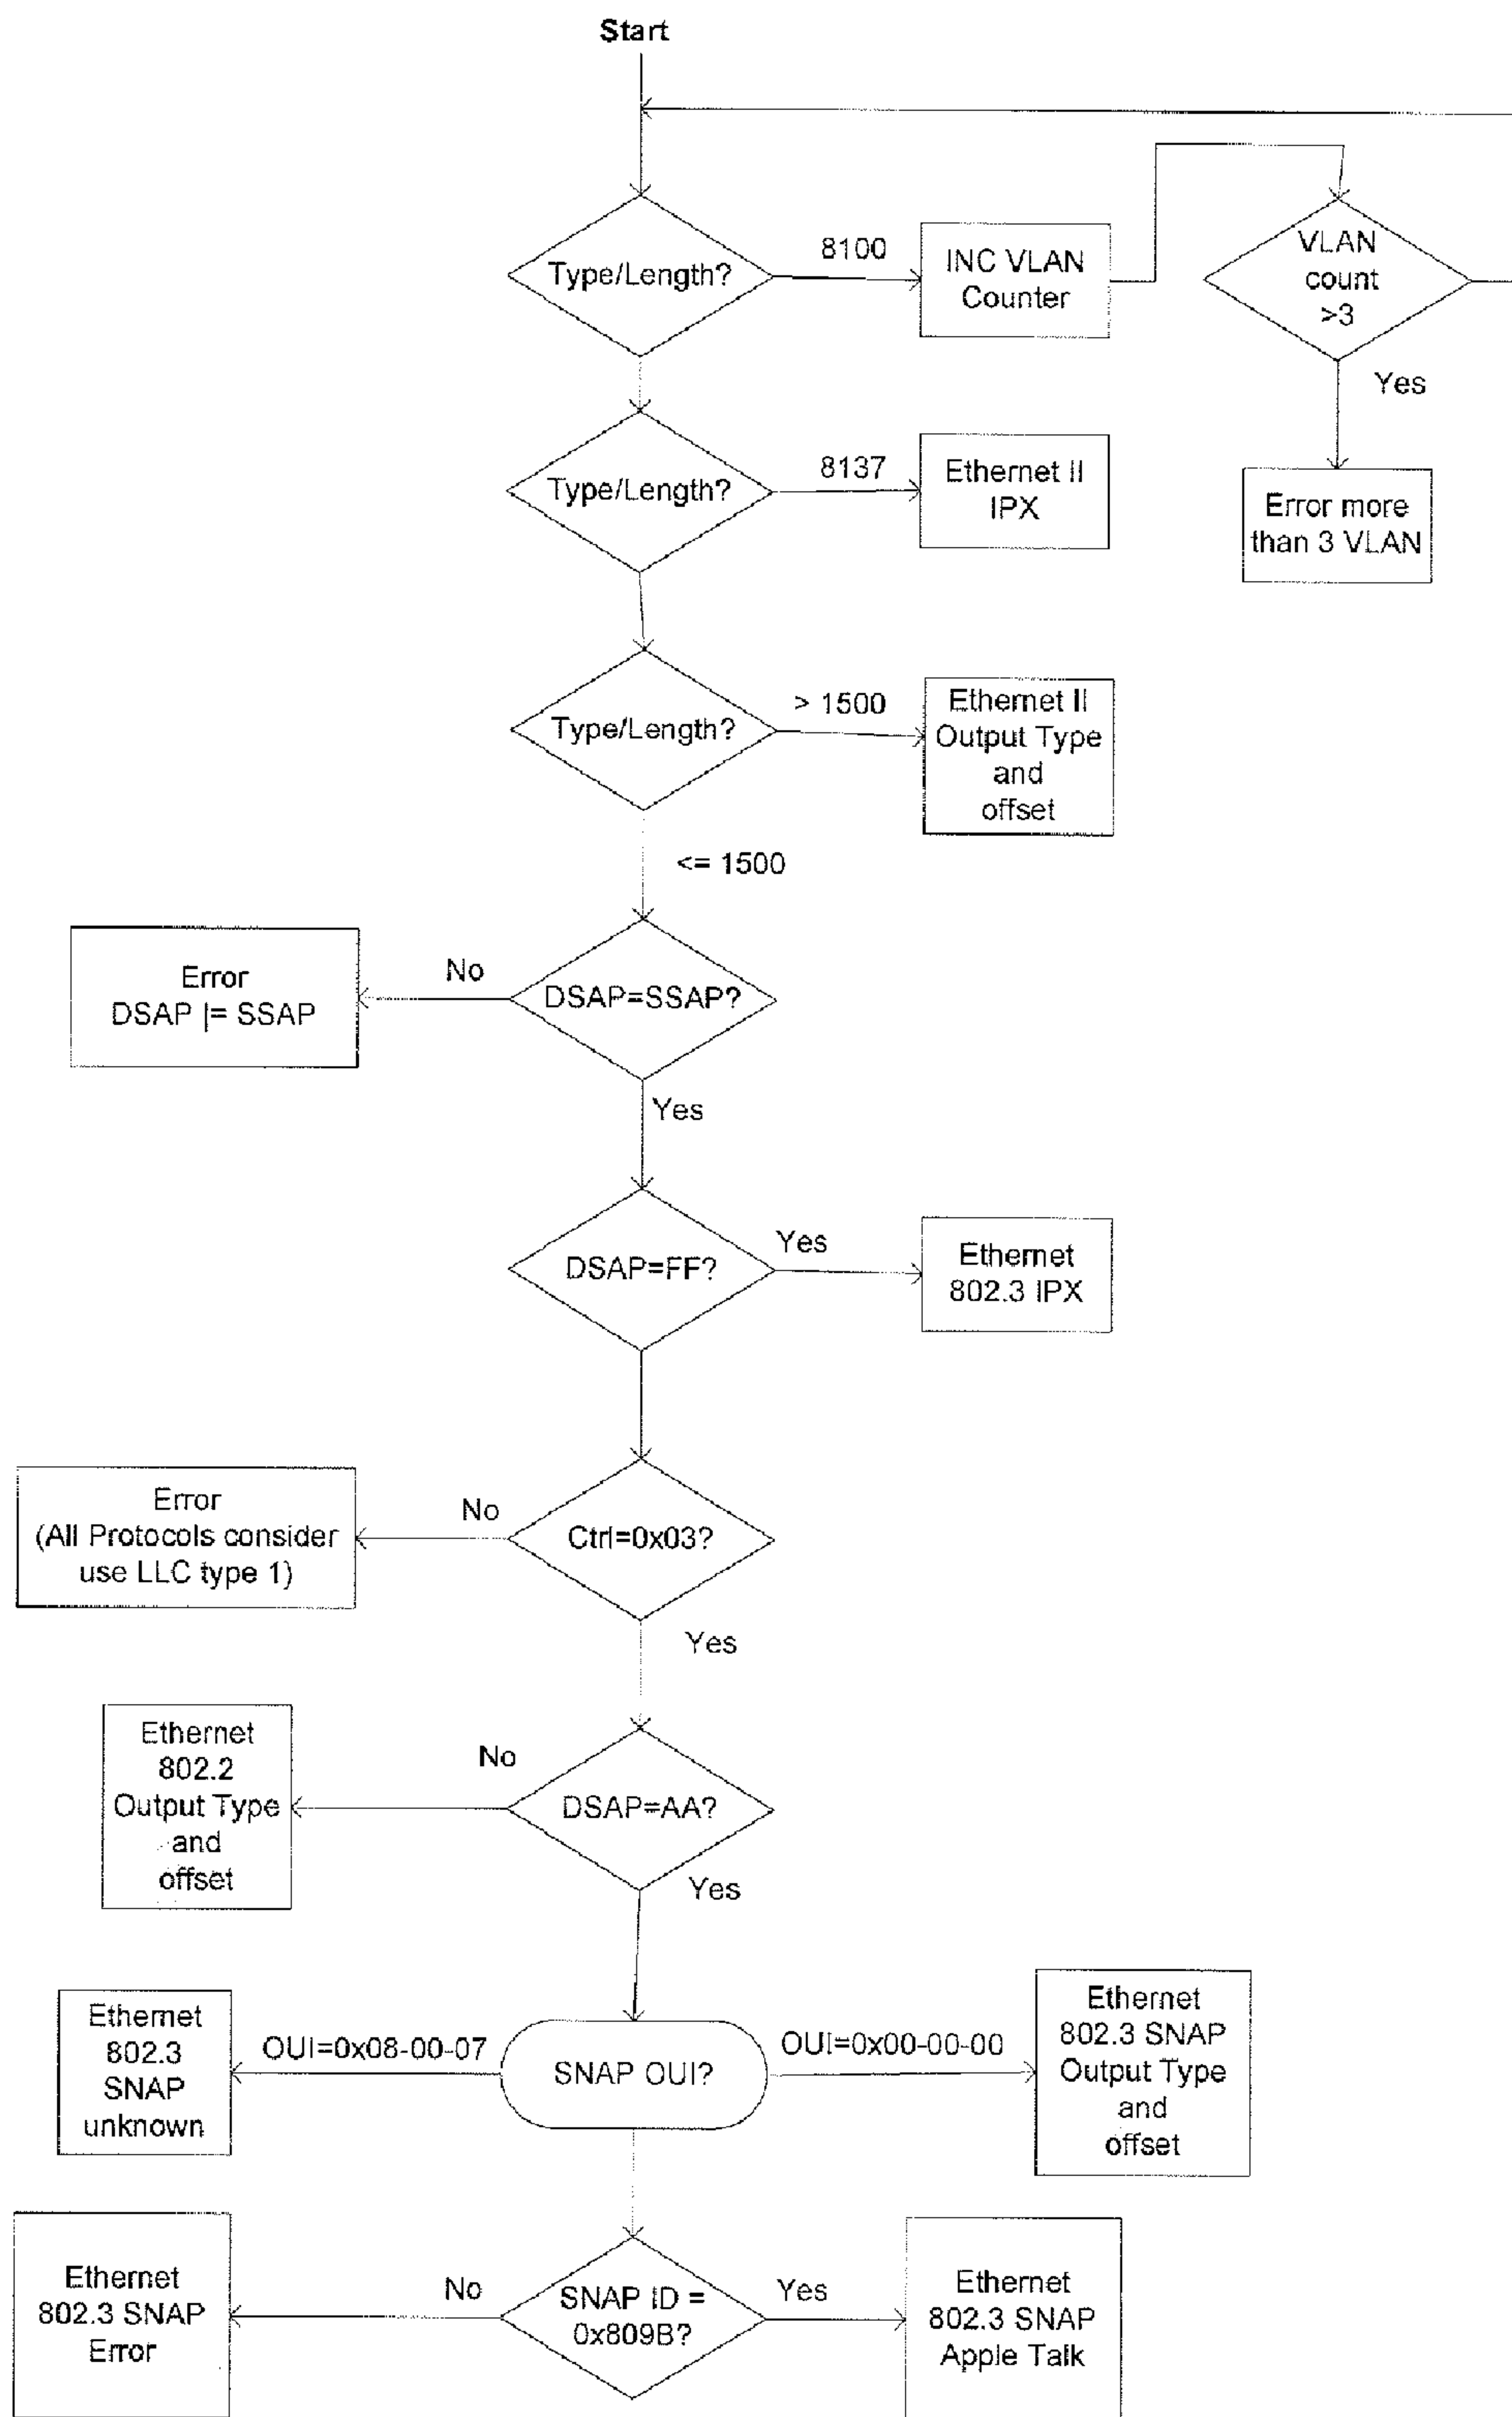 Start
Type/Length?
8100
INC VLAN
Counter
VLAN
count
>3
Yes
Error more
than 3 VLAN
Type/Length?
8137
Ethernet II
IPX
Type/Length?
> 1500
Ethernet II
Output Type
and
offset
<= 1500
DSAP=SSAP?
No
Error
DSAP |= SSAP
Yes
DSAP=FF?
Yes
Ethernet
802.3 IPX
Ctrl=0x03?
No
Error
(All Protocols consider
use LLC type 1)
Yes
DSAP=AA?
No
Ethernet
802.2
Output Type
and
offset
Yes
SNAP OUI?
OUI=0x08-00-07
Ethernet
802.3
SNAP
unknown
OUI=0x00-00-00
Ethernet
802.3 SNAP
Output Type
and
offset
SNAP ID =
0x809B?
No
Ethernet
802.3 SNAP
Error
Yes
Ethernet
802.3 SNAP
Apple Talk